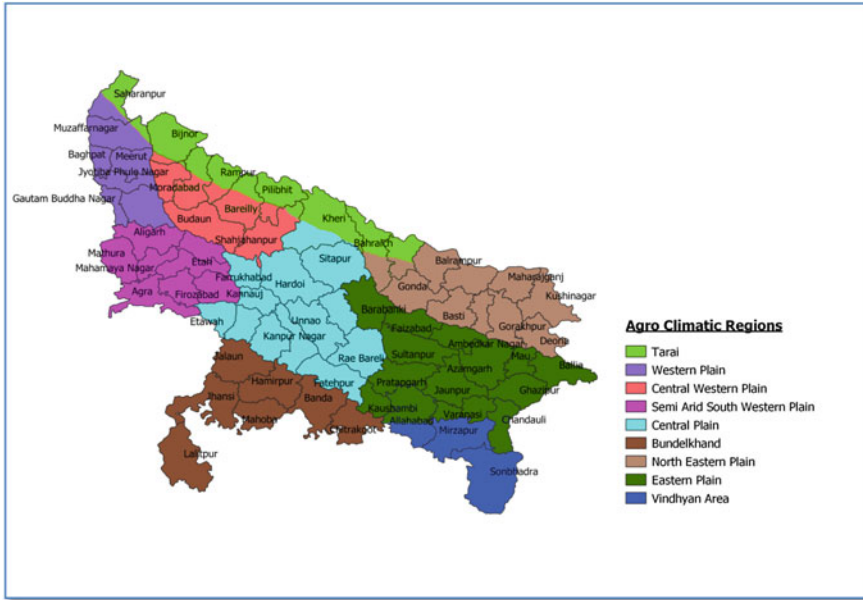 Saharanpur
Muzaffarnagar
Bijnor
Baghpat
Meerut
Jyotiba Phule Nagar
Rampur
Moradabad
Pilibhit
Gautam Buddha Nagar
Bareilly
Budaun
Kheri
Aligarh
Shahjahanpur
Bahraich
Mathura
Etah
Sitapur
Balrampur
Mahamaya Nagar
Farrukhabad
Maharajganj
Hardoi
Gonda
Agra
Firozabad
Kannauj
Kushinagar
Barabanki
Basti
Etawah
Unnao
Faizabad
Gorakhpur
Kanpur Nagar
Ambedkar Nagar
Deoria
Jalaun
Rae Bareli
Sultanpur
Mau
Azamgarh
Ballia
Hamirpur
Fatehpur
Pratapgarh
Jaunpur
Ghazipur
Jhansi
Banda
Kaushambi
Mahoba
Allahabad
Varanasi
Chandauli
Chitrakoot
Mirzapur
Lalitpur
Sonbhadra
Agro Climatic Regions
Tarai
Western Plain
Central Western Plain
Semi Arid South Western Plain
Central Plain
Bundelkhand
North Eastern Plain
Eastern Plain
Vindhyan Area